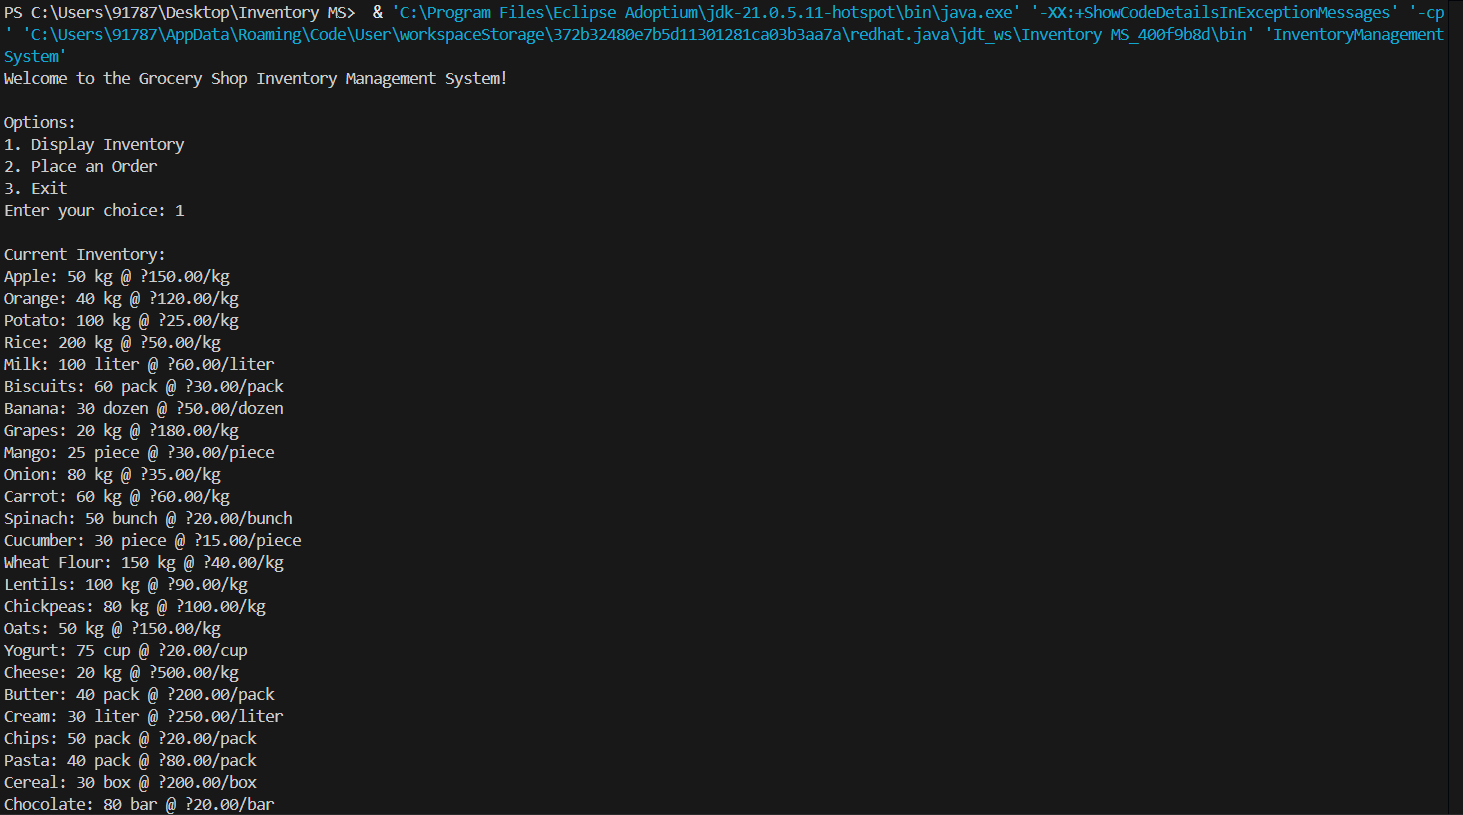 PS C:\Users\91787\Desktop\Inventory MS>  & 'C:\Program Files\Eclipse Adoptium\jdk-21.0.5.11-hotspot\bin\java.exe' '-XX:+ShowCodeDetailsInExceptionMessages' '-cp
' 'C:\Users\91787\AppData\Roaming\Code\User\workspaceStorage\372b32480e7b5d11301281ca03b3aa7a\redhat.java\jdt_ws\Inventory MS_400f9b8d\bin' 'InventoryManagement
System'
Welcome to the Grocery Shop Inventory Management System!
Options:
1. Display Inventory
2. Place an Order
3. Exit
Enter your choice: 1
Current Inventory:
Apple: 50 kg @ ?150.00/kg
Orange: 40 kg @ ?120.00/kg
Potato: 100 kg @ ?25.00/kg
Rice: 200 kg @ ?50.00/kg
Milk: 100 liter @ ?60.00/liter
Biscuits: 60 pack @ ?30.00/pack
Banana: 30 dozen @ ?50.00/dozen
Grapes: 20 kg @ ?180.00/kg
Mango: 25 piece @ ?30.00/piece
Onion: 80 kg @ ?35.00/kg
Carrot: 60 kg @ ?60.00/kg
Spinach: 50 bunch @ ?20.00/bunch
Cucumber: 30 piece @ ?15.00/piece
Wheat Flour: 150 kg @ ?40.00/kg
Lentils: 100 kg @ ?90.00/kg
Chickpeas: 80 kg @ ?100.00/kg
Oats: 50 kg @ ?150.00/kg
Yogurt: 75 cup @ ?20.00/cup
Cheese: 20 kg @ ?500.00/kg
Butter: 40 pack @ ?200.00/pack
Cream: 30 liter @ ?250.00/liter
Chips: 50 pack @ ?20.00/pack
Pasta: 40 pack @ ?80.00/pack
Cereal: 30 box @ ?200.00/box
Chocolate: 80 bar @ ?20.00/bar